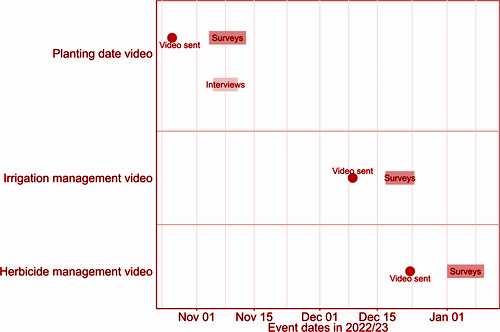 Planting date video
Video sent
Surveys
Interviews
Irrigation management video
Video sent
Surveys
Herbicide management video
Video sent
Surveys
Nov 01
Nov 15
Dec 01
Dec 15
Jan 01
Event dates in 2022/23